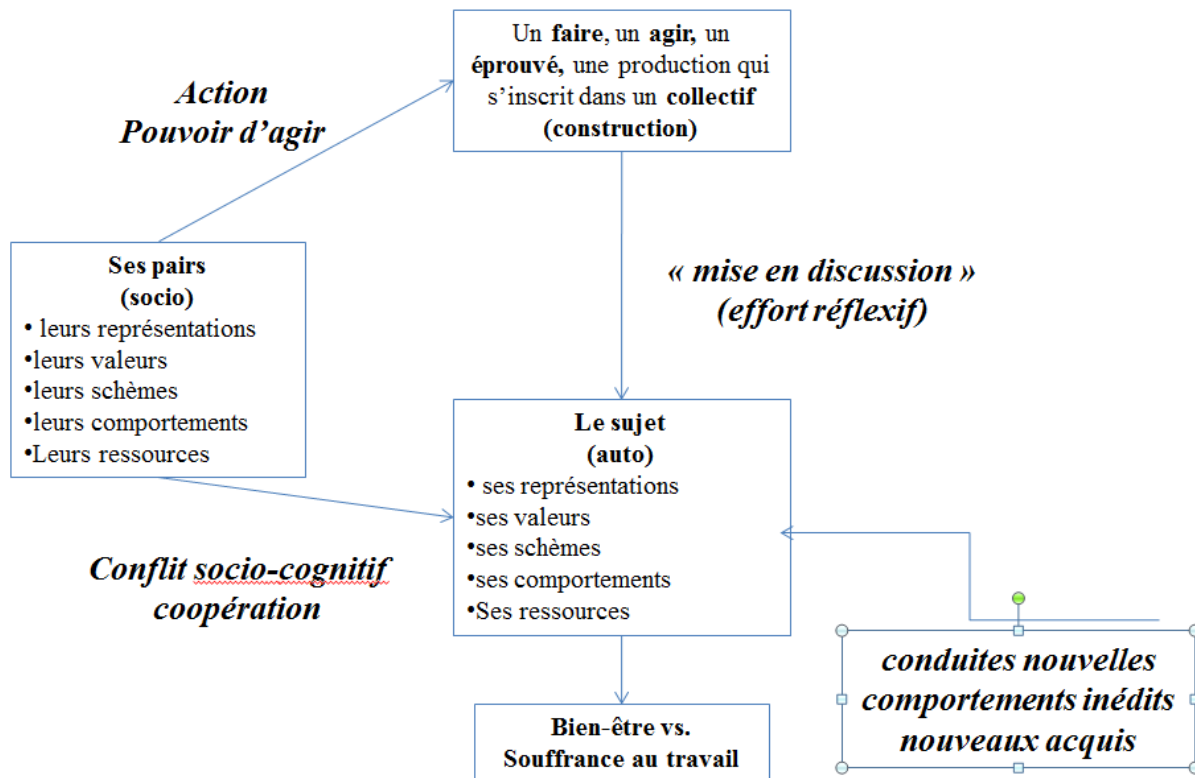 Un faire, un agir, un
éprouvé, une production qui
s’inscrit dans un collectif
(construction)
Action
Pouvoir d’agir
Ses pairs
(socio)
• leurs représentations
•leurs valeurs
•leurs schèmes
•leurs comportements
•Leurs ressources
« mise en discussion »
(effort réflexif)
Le sujet
(auto)
• ses représentations
•ses valeurs
•ses schèmes
•ses comportements
•Ses ressources
Conflit socio-cognitif
coopération
conduites nouvelles
comportements inédits
nouveaux acquis
Bien-être vs.
Souffrance au travail